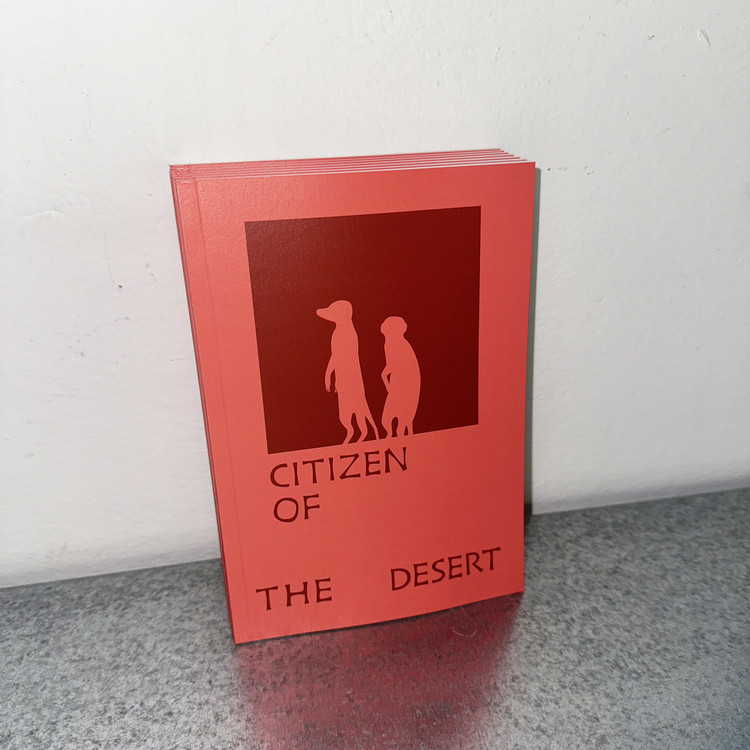 CITIZEN
OF
THE DESERT